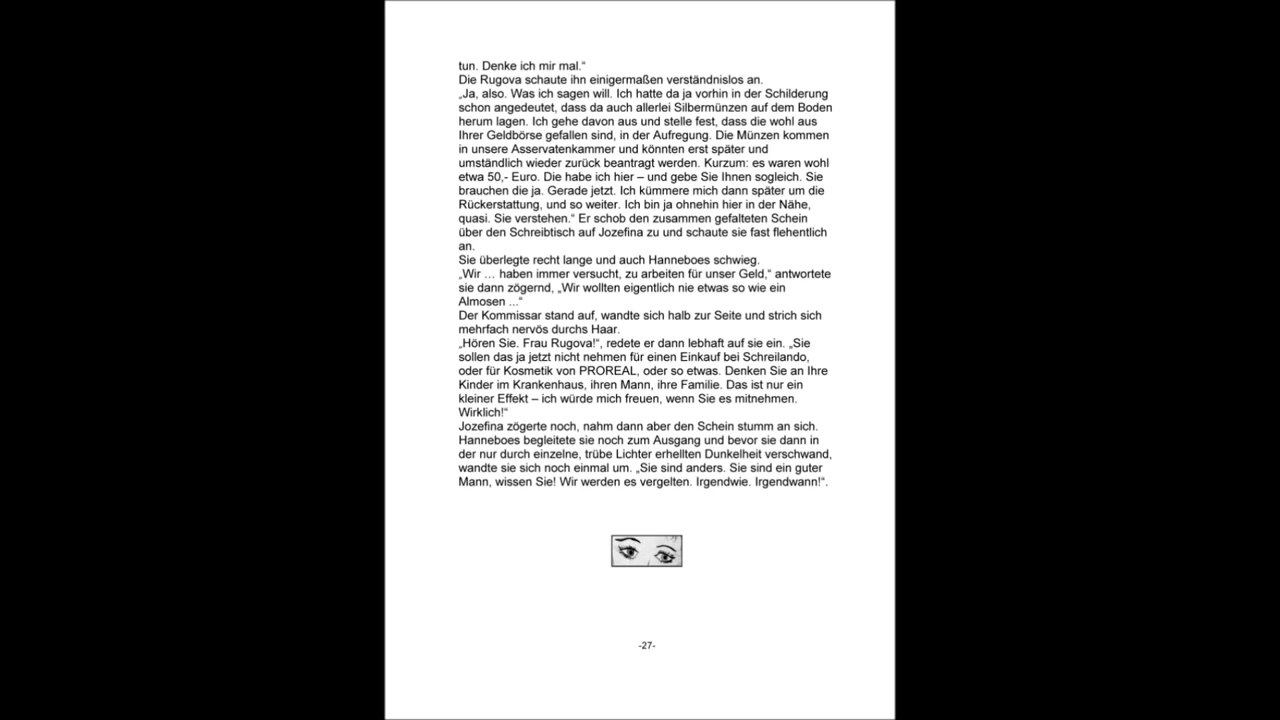 tun. Denke ich mir mal.“
Die Rugova schaute ihn einigermaßen verständnislos an.
„Ja, also. Was ich sagen will. Ich hatte da ja vorhin in der Schilderung
schon angedeutet, dass da auch allerlei Silbermünzen auf dem Boden
herum lagen. Ich gehe davon aus und stelle fest, dass die wohl aus
Ihrer Geldbörse gefallen sind, in der Aufregung. Die Münzen kommen
in unsere Asservatenkammer und könnten erst später und
umständlich wieder zurück beantragt werden. Kurzum: es waren wohl
etwa 50,- Euro. Die habe ich hier – und gebe Sie Ihnen sogleich. Sie
brauchen die ja. Gerade jetzt. Ich kümmere mich dann später um die
Rückerstattung, und so weiter. Ich bin ja ohnehin hier in der Nähe,
quasi. Sie verstehen.“ Er schob den zusammen gefalteten Schein
über den Schreibtisch auf Jozefina zu und schaute sie fast flehentlich
an.
Sie überlegte recht lange und auch Hanneboes schwieg.
„Wir … haben immer versucht, zu arbeiten für unser Geld,“ antwortete
sie dann zögernd, „Wir wollten eigentlich nie etwas so wie ein
Almosen ...“
Der Kommissar stand auf, wandte sich halb zur Seite und strich sich
mehrfach nervös durchs Haar.
„Hören Sie. Frau Rugova!“, redete er dann lebhaft auf sie ein. „Sie
sollen das ja jetzt nicht nehmen für einen Einkauf bei Schreilando,
oder für Kosmetik von PROREAL, oder so etwas. Denken Sie an Ihre
Kinder im Krankenhaus, ihren Mann, ihre Familie. Das ist nur ein
kleiner Effekt – ich würde mich freuen, wenn Sie es mitnehmen.
Wirklich!“
Jozefina zögerte noch, nahm dann aber den Schein stumm an sich.
Hanneboes begleitete sie noch zum Ausgang und bevor sie dann in
der nur durch einzelne, trübe Lichter erhellten Dunkelheit verschwand,
wandte sie sich noch einmal um. „Sie sind anders. Sie sind ein guter
Mann, wissen Sie! Wir werden es vergelten. Irgendwie. Irgendwann!“.
-27-